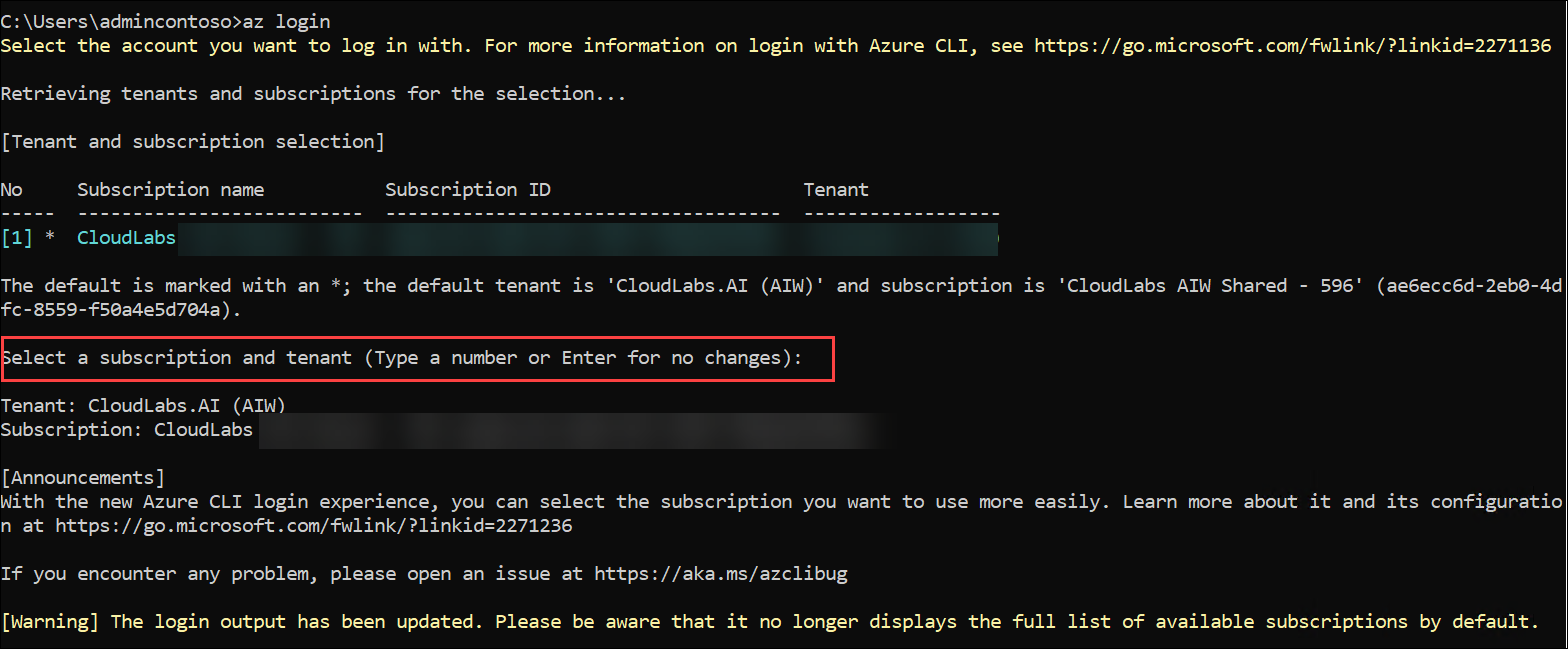 C:\Users\admincontoso>az login
Select the account you want to log in with. For more information on login with Azure CLI, see https://go.microsoft.com/fwlink/?linkid=2271136
Retrieving tenants and subscriptions for the selection...
[Tenant and subscription selection]
No     Subscription name           Subscription ID                       Tenant
-----  --------------------------  ------------------------------------  ------------------
[1] *  CloudLabs
The default is marked with an *; the default tenant is 'CloudLabs.AI (AIW)' and subscription is 'CloudLabs AIW Shared - 596' (ae6ecc6d-2eb0-4d
fc-8559-f50a4e5d704a).
Select a subscription and tenant (Type a number or Enter for no changes):
Tenant: CloudLabs.AI (AIW)
Subscription: CloudLabs
[Announcements]
With the new Azure CLI login experience, you can select the subscription you want to use more easily. Learn more about it and its configuratio
n at https://go.microsoft.com/fwlink/?linkid=2271236
If you encounter any problem, please open an issue at https://aka.ms/azclibug
[Warning] The login output has been updated. Please be aware that it no longer displays the full list of available subscriptions by default.